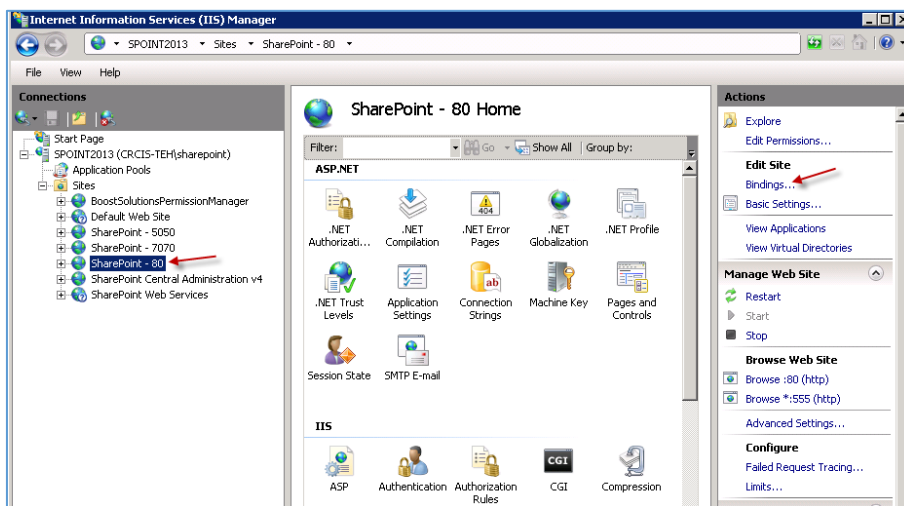 Internet Information Services (IIS) Manager
SPOINT2013 Sites SharePoint - 80
File View Help
Connections
Start Page
SPOINT2013 (CRCIS-TEH\sharepoint)
Application Pools
Sites
BoostSolutionsPermissionManager
Default Web Site
SharePoint - 5050
SharePoint - 7070
SharePoint - 80
SharePoint Central Administration v4
SharePoint Web Services
SharePoint - 80 Home
Filter: Go Show All Group by:
ASP.NET
.NET Authorizati...
.NET Compilation
404
.NET Error Pages
.NET Globalization
.NET Profile
.NET Trust Levels
Application Settings
ab
Connection Strings
Machine Key
Pages and Controls
Session State
SMTP E-mail
IIS
ASP
Authentication
Authorization Rules
CGI
CGI
Compression
Actions
Explore
Edit Permissions...
Edit Site
Bindings...
Basic Settings...
View Applications
View Virtual Directories
Manage Web Site
Restart
Start
Stop
Browse Web Site
Browse :80 (http)
Browse *:555 (http)
Advanced Settings...
Configure
Failed Request Tracing...
Limits...